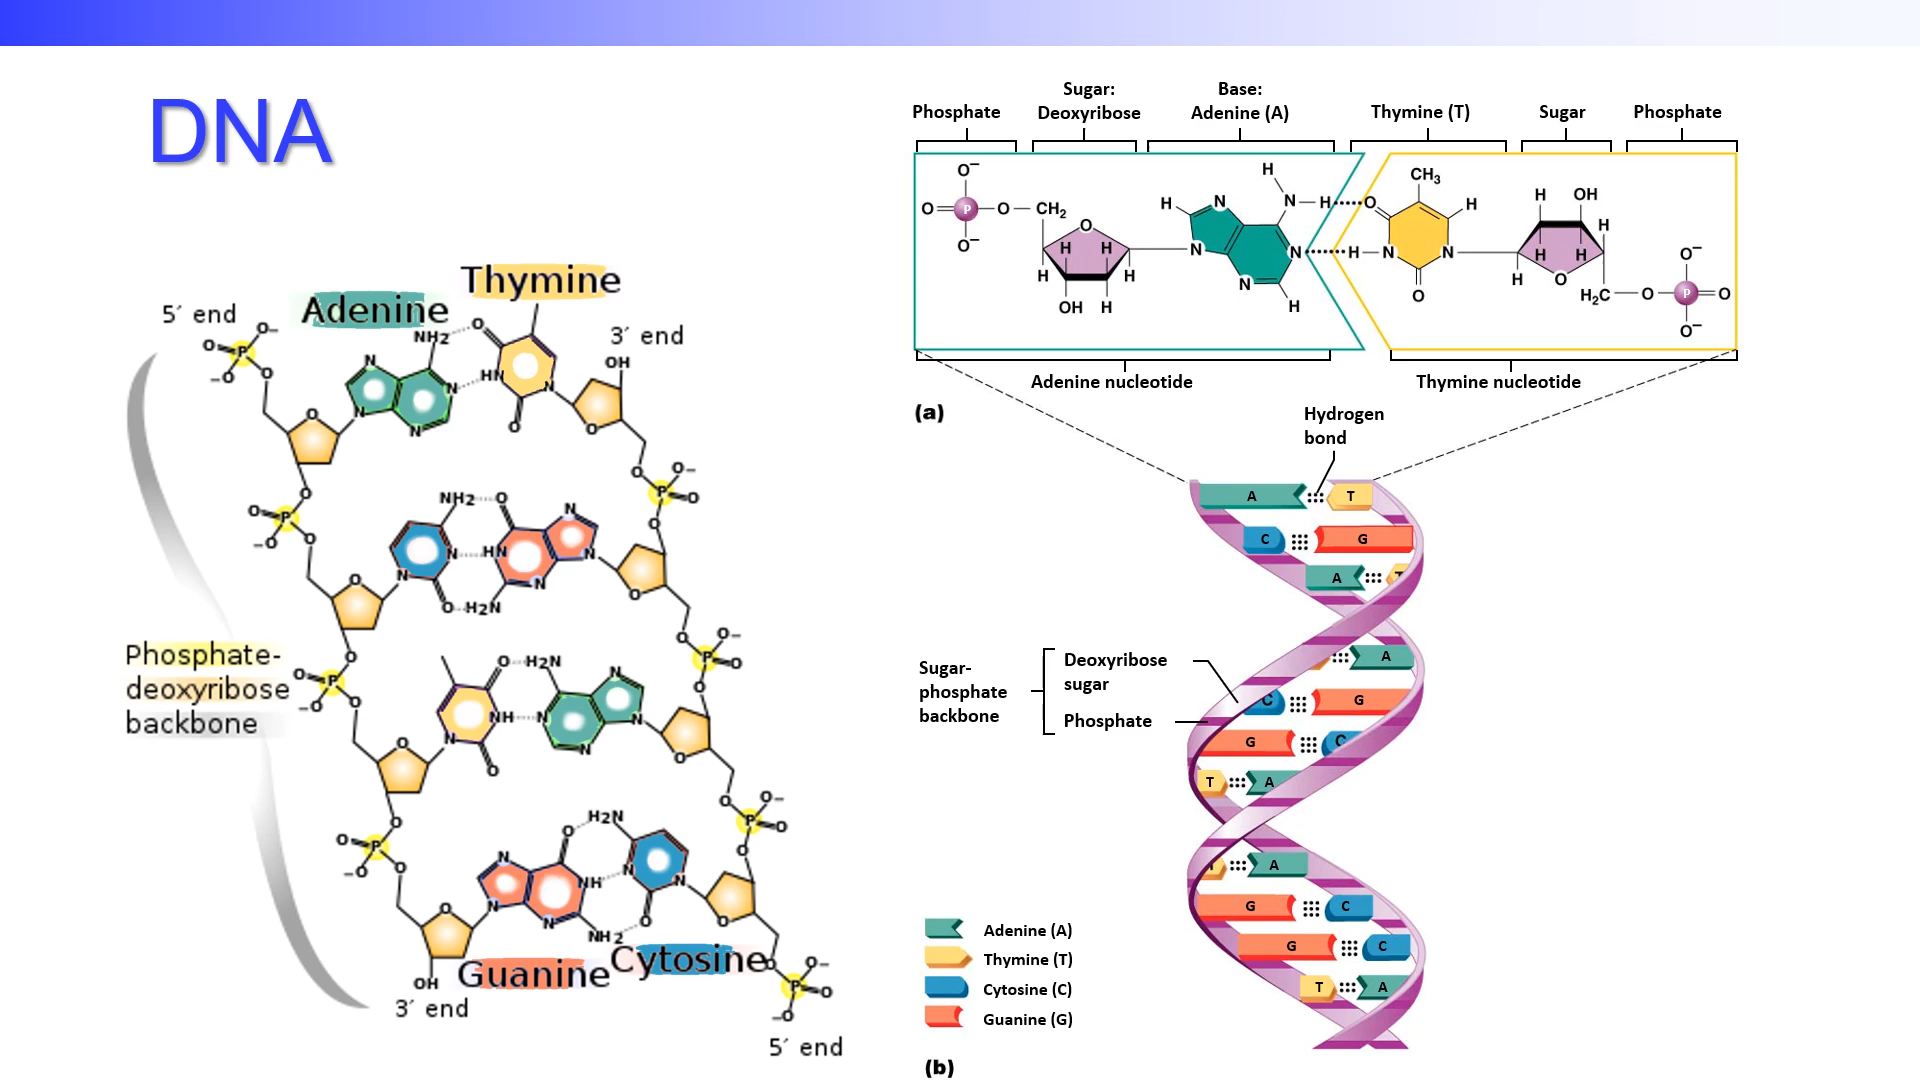 DNA
Thymine
Adenine
5′ end
3′ end
O–
O
P
–O
O
NH2
O
N
N
N
N
HN
N
O
OH
O
O
O
P
–O
O
O
NH2
N
N
O
O
HN
N
N
N
H2N
O
O–
P
O
O
O
Phosphate-
deoxyribose
backbone
O
P
–O
O
O
O
NH
N
O
H2N
N
N
N
N
O
O–
P
O
O
O
O
P
–O
O
O
N
N
N
O
NH
NH2
H2N
N
N
O
O
O–
P
O
O
O
OH
Guanine
Cytosine
3′ end
O
O–
P
O
–O
5′ end
Phosphate
Sugar:
Deoxyribose
Base:
Adenine (A)
Thymine (T)
Sugar
Phosphate
O–
O
P
O
CH2
O–
O
H
H
H
H
OH
H
H
N
N
N
N
H
H
N
H
O
CH3
H
H
N
N
O
H
OH
H
H
H
H
O
H2C
O
P
O
O–
O–
Adenine nucleotide
Thymine nucleotide
(a)
Hydrogen
bond
A
T
C
G
A
T
A
C
G
G
C
T
A
T
A
G
C
G
C
T
A
Sugar-
phosphate
backbone
Deoxyribose
sugar
Phosphate
Adenine (A)
Thymine (T)
Cytosine (C)
Guanine (G)
(b)